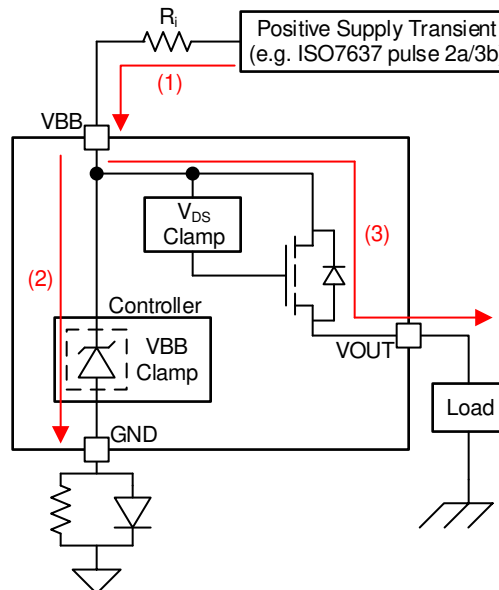 Ri
Positive Supply Transient
(e.g. ISO7637 pulse 2a/3b
(1)
VBB
VDS
Clamp
(3)
(2)
Controller
VBB
Clamp
VOUT
GND
Load